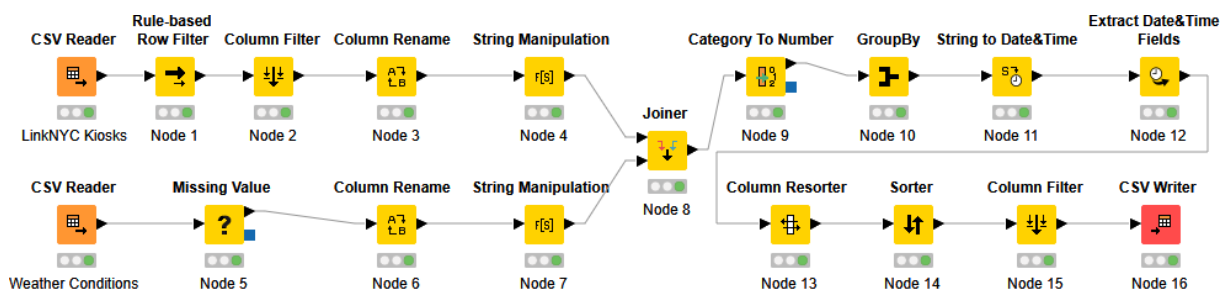 Rule-based
Extract Date&Time
CSV Reader Row Filter Column Filter Column Rename String Manipulation Category To Number GroupBy String to Date&Time Fields
A B
F[S]
0 1 2
S
LinkNYC Kiosks Node 1 Node 2 Node 3 Node 4 Joiner Node 9 Node 10 Node 11 Node 12
CSV Reader Missing Value Column Rename String Manipulation Node 8 Column Resorter Sorter Column Filter CSV Writer
?
A B
F[S]
Weather Conditions Node 5 Node 6 Node 7 Node 13 Node 14 Node 15 Node 16